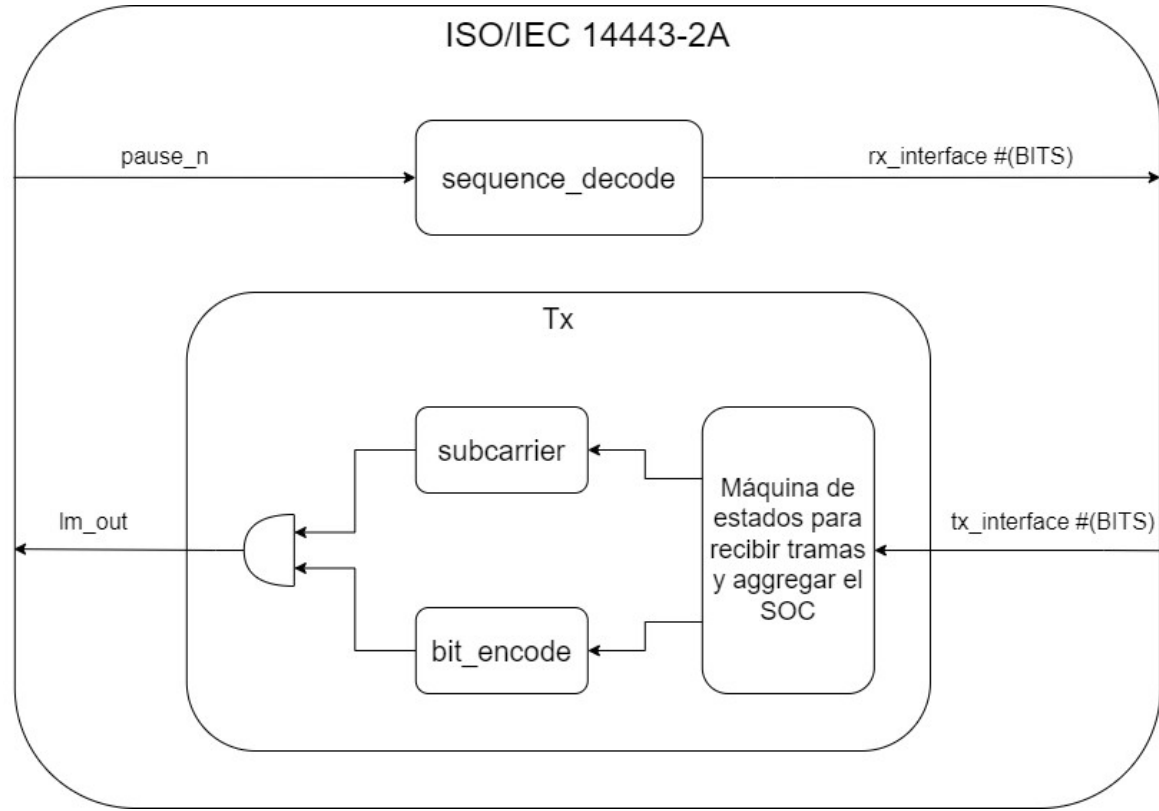 ISO/IEC 14443-2A
pause_n
sequence_decode
rx_interface #(BITS)
Tx
subcarrier
Máquina de
estados para
recibir tramas
y aggregar el
SOC
lm_out
tx_interface #(BITS)
bit_encode